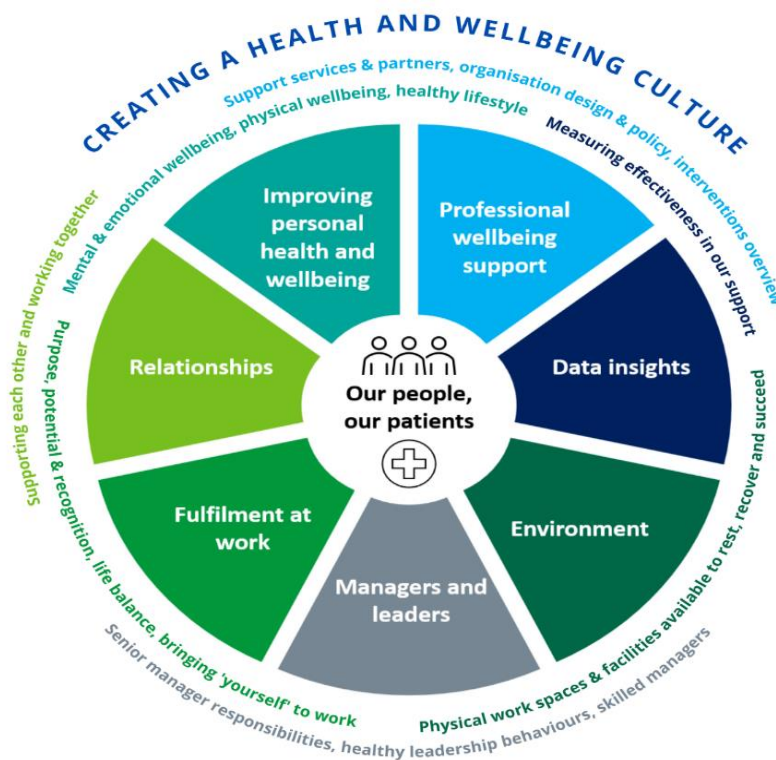 CREATING A HEALTH AND WELLBEING CULTURE
Support services & partners, organisation design & policy, interventions overview
Mental & emotional wellbeing, physical wellbeing, healthy lifestyle
Measuring effectiveness in our support
Supporting each other and working together
Purpose, potential & recognition, life balance, bringing 'yourself' to work
Senior manager responsibilities, healthy leadership behaviours, skilled managers
Physical work spaces & facilities available to rest, recover and succeed
Improving
personal
health and
wellbeing
Professional
wellbeing
support
Relationships
Data insights
Our people,
our patients
Fulfilment at
work
Environment
Managers and
leaders